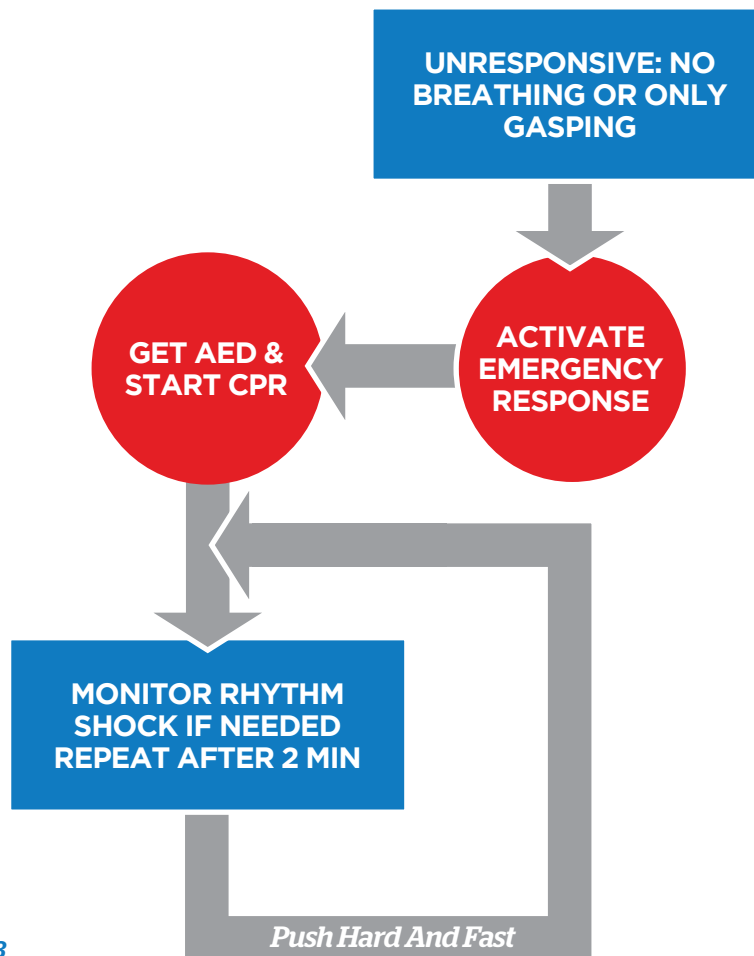 UNRESPONSIVE: NO
BREATHING OR ONLY
GASPING
ACTIVATE
EMERGENCY
RESPONSE
GET AED &
START CPR
MONITOR RHYTHM
SHOCK IF NEEDED
REPEAT AFTER 2 MIN
Push Hard And Fast